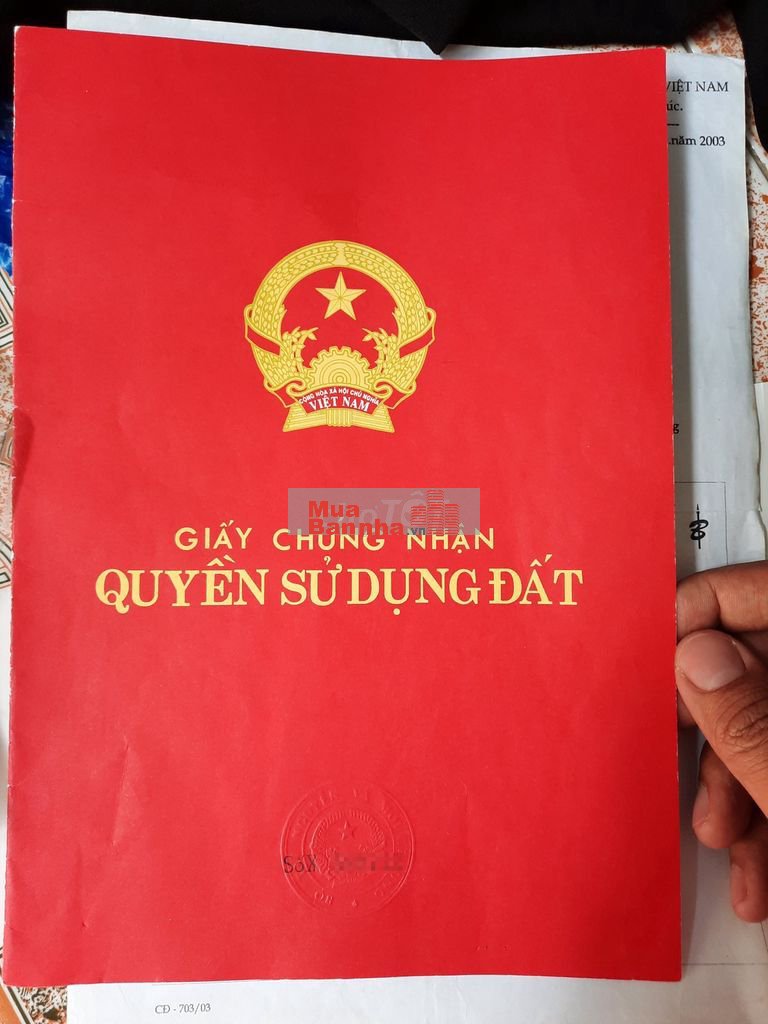 VIỆT NAM
úc.
.năm 2003
CỘNG HÒA XÃ HỘI CHỦ NGHĨA
VIỆT NAM
Mua
Bannha.vn
GIẤY CHỨNG NHẬN
QUYỀN SỬ DỤNG ĐẤT
g
Số
CĐ - 703/03